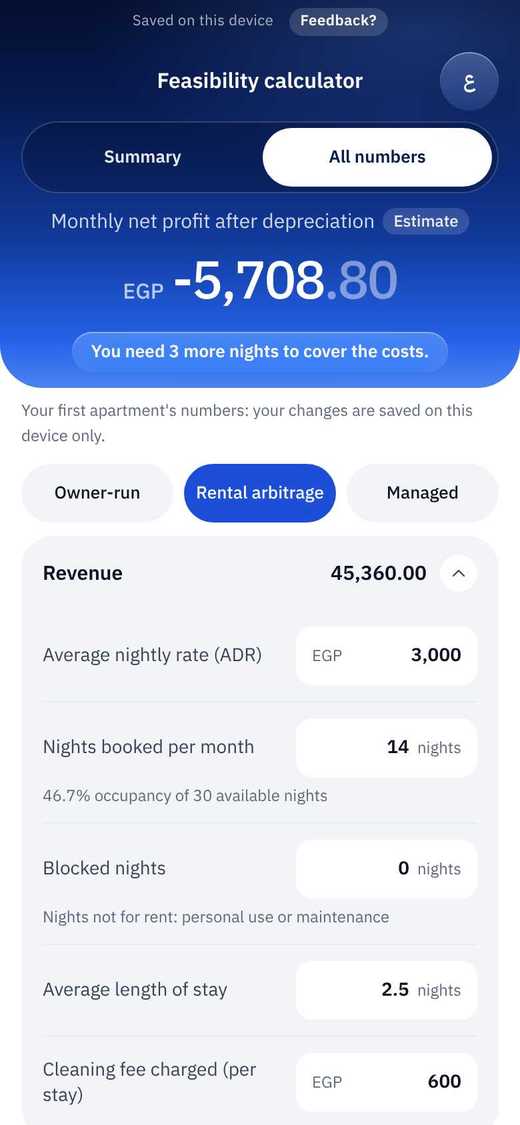 Saved on this device Feedback?
Feasibility calculator ع
Summary All numbers
Monthly net profit after depreciation Estimate
EGP -5,708.80
You need 3 more nights to cover the costs.
Your first apartment's numbers: your changes are saved on this
device only.
Owner-run Rental arbitrage Managed
Revenue 45,360.00
Average nightly rate (ADR) EGP 3,000
Nights booked per month 14 nights
46.7% occupancy of 30 available nights
Blocked nights 0 nights
Nights not for rent: personal use or maintenance
Average length of stay 2.5 nights
Cleaning fee charged (per
stay) EGP 600